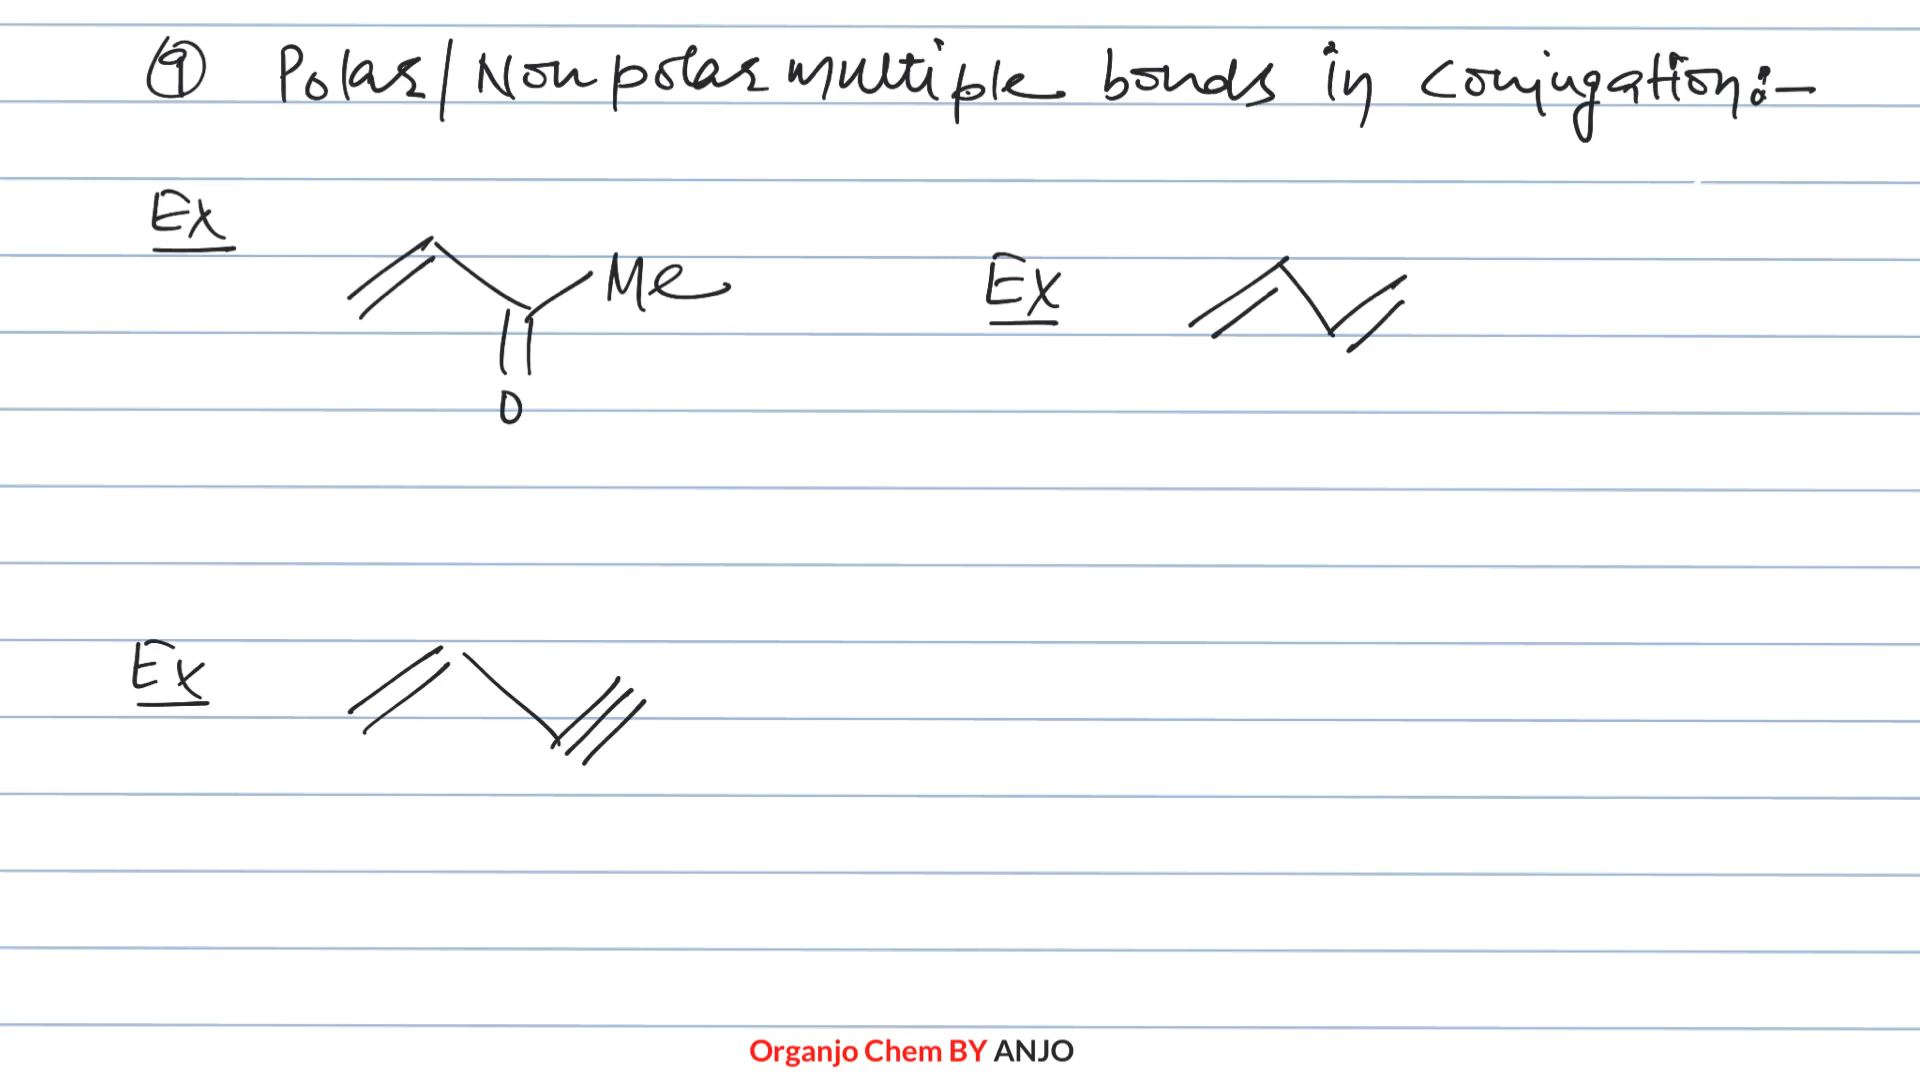 ⑨ Polar/Nonpolar multiple bonds in conjugation:-
Ex
Me
Ex
O
Ex
Organjo Chem BY ANJO